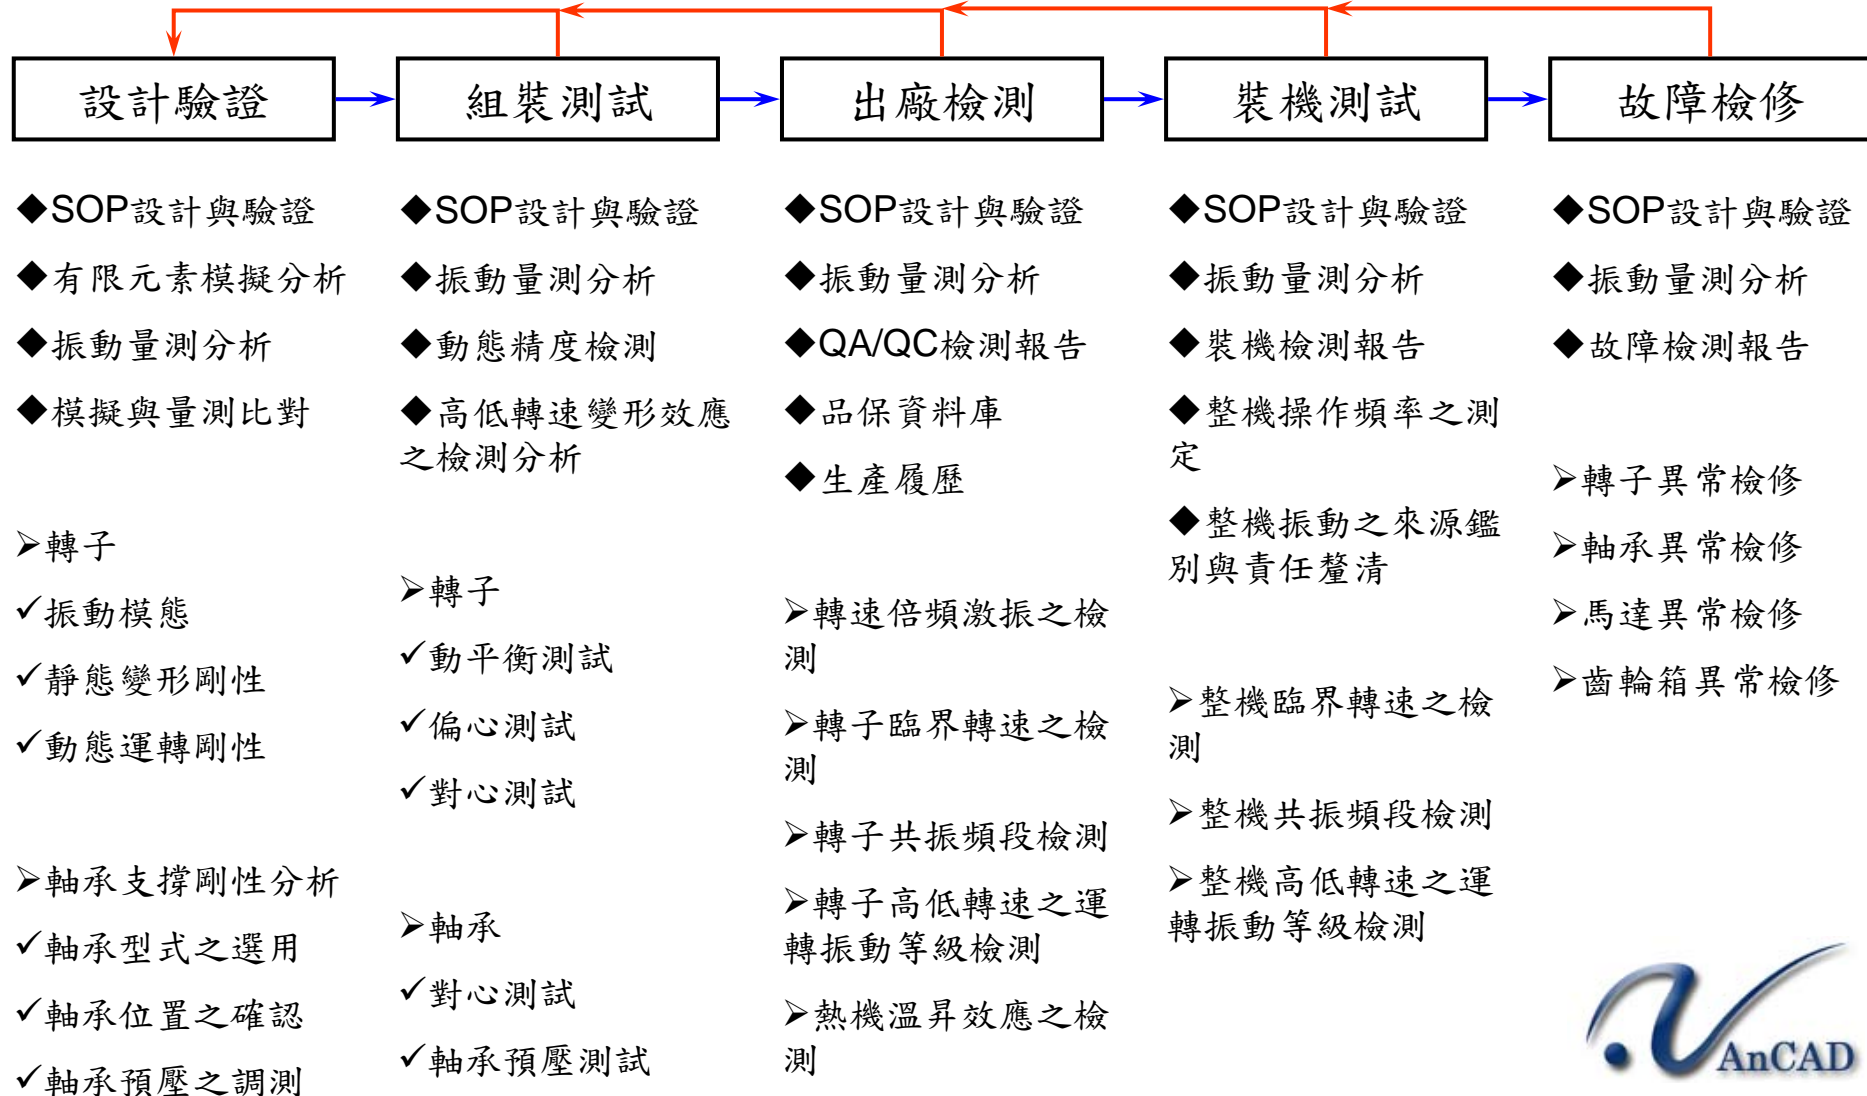 設計驗證
組裝測試
出廠檢測
裝機測試
故障檢修
◆SOP設計與驗證
◆有限元素模擬分析
◆振動量測分析
◆模擬與量測比對
➢轉子
✓振動模態
✓靜態變形剛性
✓動態運轉剛性
➢軸承支撐剛性分析
✓軸承型式之選用
✓軸承位置之確認
✓軸承預壓之調測
◆SOP設計與驗證
◆振動量測分析
◆動態精度檢測
◆高低轉速變形效應
之檢測分析
➢轉子
✓動平衡測試
✓偏心測試
✓對心測試
➢軸承
✓對心測試
✓軸承預壓測試
◆SOP設計與驗證
◆振動量測分析
◆QA/QC檢測報告
◆品保資料庫
◆生產履歷
➢轉速倍頻激振之檢
測
➢轉子臨界轉速之檢
測
➢轉子共振頻段檢測
➢轉子高低轉速之運
轉振動等級檢測
➢熱機溫昇效應之檢
測
◆SOP設計與驗證
◆振動量測分析
◆裝機檢測報告
◆整機操作頻率之測
定
◆整機振動之來源鑑
別與責任釐清
➢整機臨界轉速之檢
測
➢整機共振頻段檢測
➢整機高低轉速之運
轉振動等級檢測
◆SOP設計與驗證
◆振動量測分析
◆故障檢測報告
➢轉子異常檢修
➢軸承異常檢修
➢馬達異常檢修
➢齒輪箱異常檢修
AnCAD